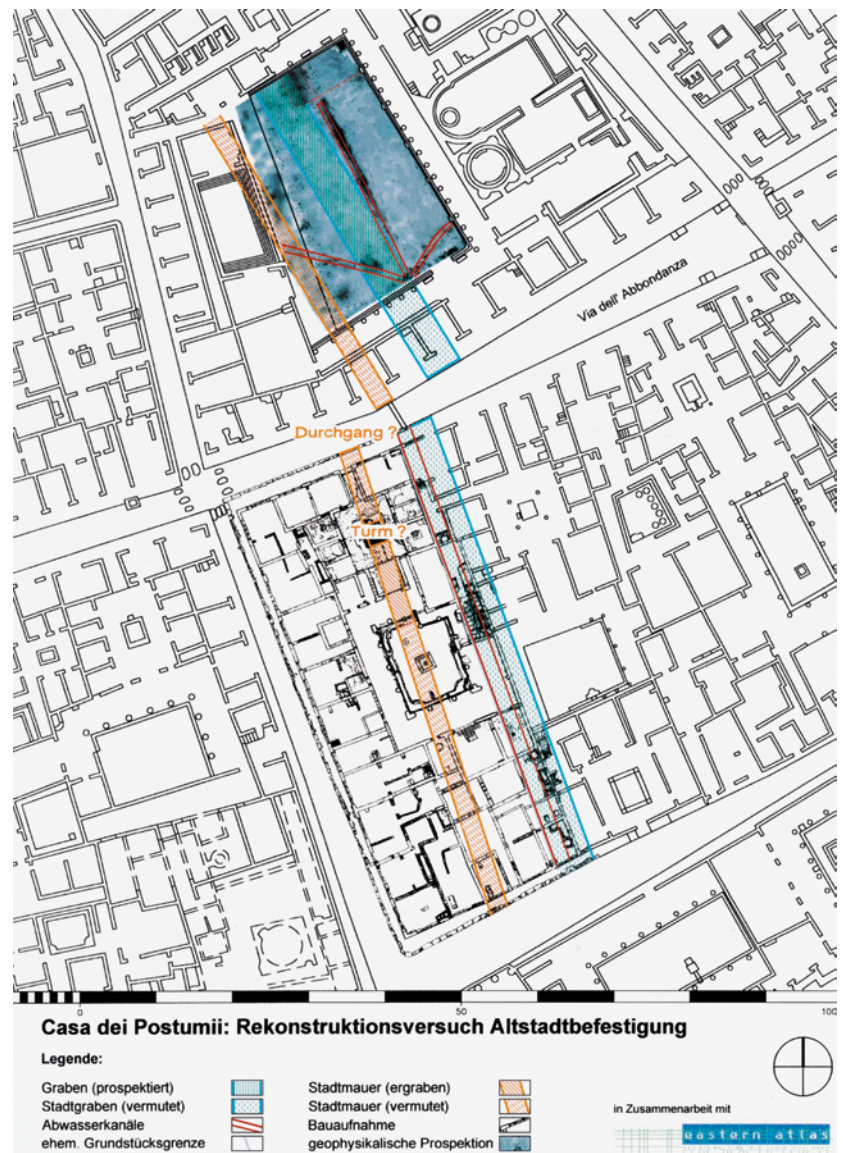 Via dell' Abbondanza
Durchgang ?
Turm ?
0 50 100
Casa dei Postumii: Rekonstruktionsversuch Altstadtbefestigung
Legende:
Graben (prospektiert) Stadtmauer (ergraben)
Stadtgraben (vermutet) Stadtmauer (vermutet)
Abwasserkanäle Bauaufnahme
ehem. Grundstücksgrenze geophysikalische Prospektion
in Zusammenarbeit mit
eastern atlas